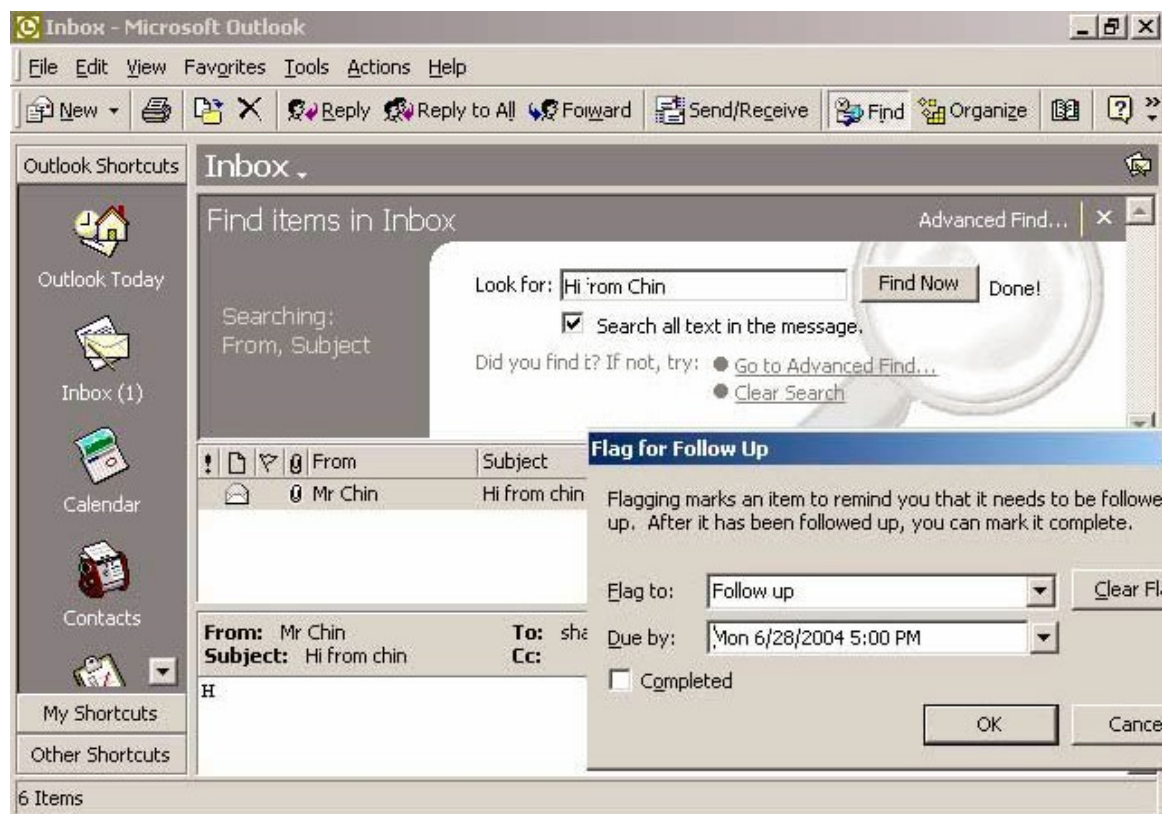 Inbox - Microsoft Outlook
File Edit View Favorites Tools Actions Help
New Reply Reply to All Forward Send/Receive Find Organize
Outlook Shortcuts
Outlook Today
Inbox (1)
Calendar
Contacts
My Shortcuts
Other Shortcuts
Inbox
Find items in Inbox Advanced Find...
Searching:
From, Subject
Look for: Hi from Chin Find Now Done!
Search all text in the message.
Did you find it? If not, try: Go to Advanced Find...
Clear Search
From Subject
Mr Chin Hi from chin
From: Mr Chin To: sha
Subject: Hi from chin Cc:
H
Flag for Follow Up
Flagging marks an item to remind you that it needs to be followe
up. After it has been followed up, you can mark it complete.
Flag to: Follow up Clear Fl
Due by: Mon 6/28/2004 5:00 PM
Completed
OK Cance
6 Items